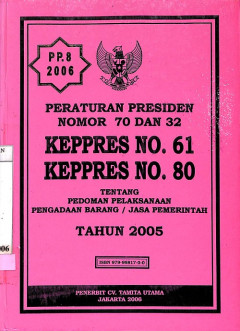 PP.8
2006
PERATURAN PRESIDEN
NOMOR 70 DAN 32
KEPPRES NO. 61
KEPPRES NO. 80
TENTANG
PEDOMAN PELAKSANAAN
PENGADAAN BARANG / JASA PEMERINTAH
TAHUN 2005
PENERBIT CV. TAMITA UTAMA
JAKARTA 2006